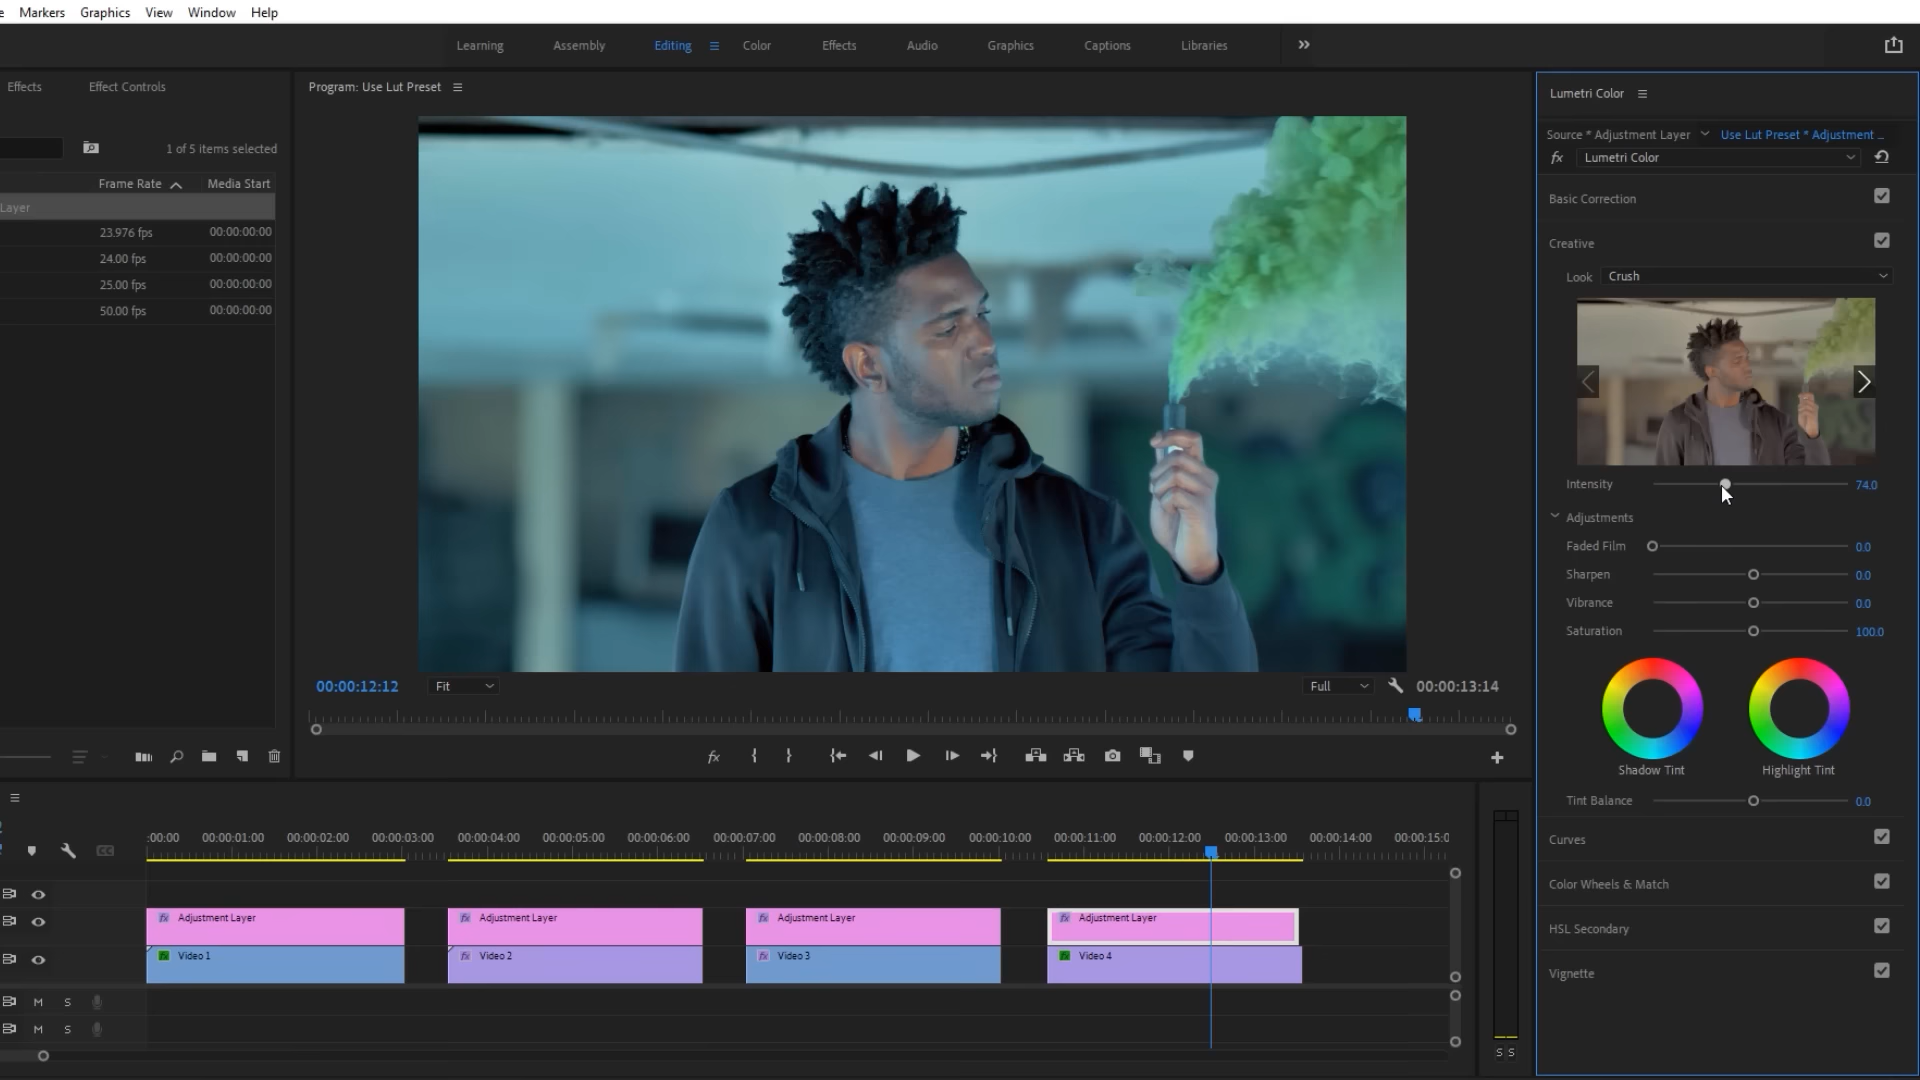 Markers Graphics View Window Help
Learning Assembly Editing Color Effects Audio Graphics Captions Libraries
Effects Effect Controls
1 of 5 items selected
Frame Rate Media Start
Layer
23.976 fps 00:00:00:00
24.00 fps 00:00:00:00
25.00 fps 00:00:00:00
50.00 fps 00:00:00:00
Program: Use Lut Preset
00:00:12:12 Fit Full 00:00:13:14
:00:00 00:00:01:00 00:00:02:00 00:00:03:00 00:00:04:00 00:00:05:00 00:00:06:00 00:00:07:00 00:00:08:00 00:00:09:00 00:00:10:00 00:00:11:00 00:00:12:00 00:00:13:00 00:00:14:00 00:00:15:0
fx Adjustment Layer fx Adjustment Layer fx Adjustment Layer fx Adjustment Layer
fx Video 1 fx Video 2 fx Video 3 fx Video 4
M S
M S
S S
Lumetri Color
Source * Adjustment Layer Use Lut Preset * Adjustment ...
fx Lumetri Color
Basic Correction
Creative
Look Crush
Intensity 74.0
Adjustments
Faded Film 0.0
Sharpen 0.0
Vibrance 0.0
Saturation 100.0
Shadow Tint Highlight Tint
Tint Balance 0.0
Curves
Color Wheels & Match
HSL Secondary
Vignette